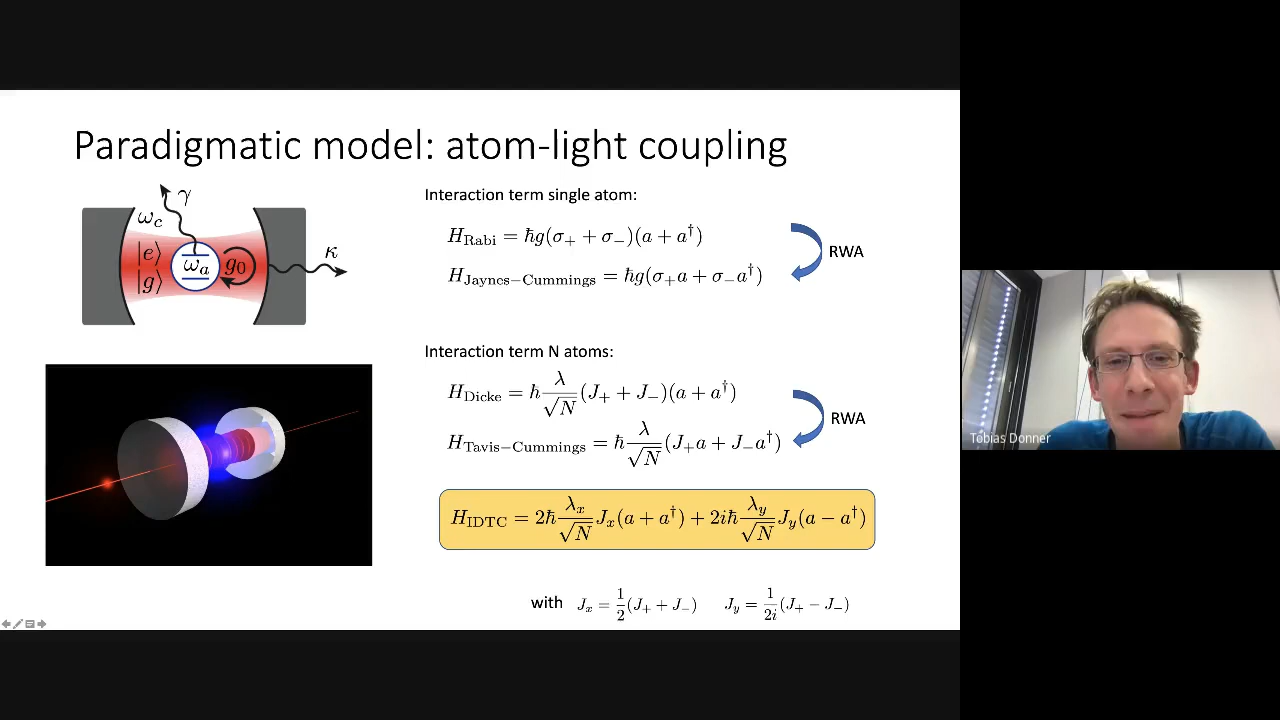 Paradigmatic model: atom-light coupling
γ
ω_c
|e⟩
|g⟩
ω_a
g_0
κ
Interaction term single atom:
H_Rabi = ħg(σ_+ + σ_−)(a + a^†)
H_Jaynes−Cummings = ħg(σ_+a + σ_−a^†)
RWA
Interaction term N atoms:
H_Dicke = ħ λ/√N (J_+ + J_−)(a + a^†)
H_Tavis−Cummings = ħ λ/√N (J_+a + J_−a^†)
RWA
H_IDTC = 2ħ λ_x/√N J_x(a + a^†) + 2iħ λ_y/√N J_y(a − a^†)
with J_x = 1/2 (J_+ + J_−) J_y = 1/2i (J_+ − J_−)
Tobias Donner